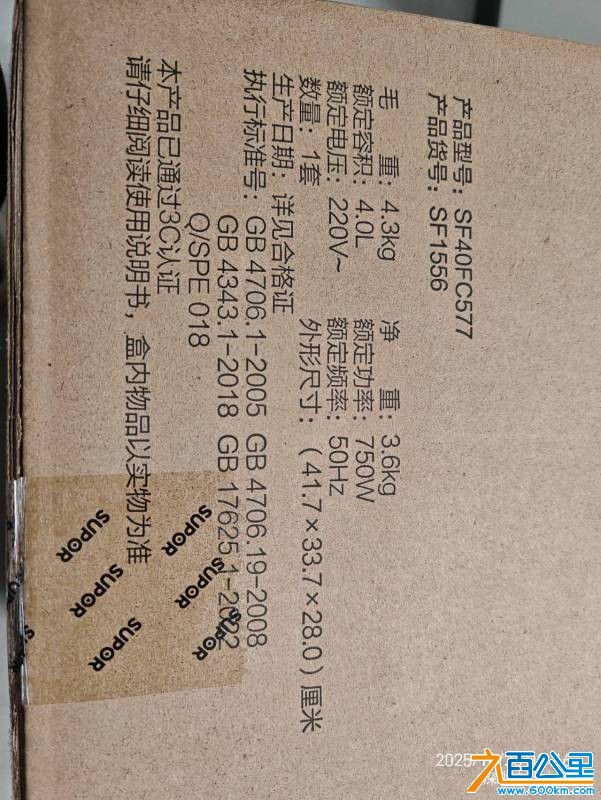 产品型号：SF40FC577
产品货号：SF1556
毛 重：4.3kg 净 重：3.6kg
额定容积：4.0L 额定功率：750W
额定电压：220V~ 额定频率：50Hz
数量：1套 外形尺寸：（41.7×33.7×28.0）厘米
生产日期：详见合格证
执行标准号：GB 4706.1-2005 GB 4706.19-2008
GB 4343.1-2018 GB 17625.1-2022
Q/SPE 018
本产品已通过3C认证
请仔细阅读使用说明书，盒内物品以实物为准
SUPOR
SUPOR
SUPOR
SUPOR
SUPOR
SUPOR
2025/1
百公里
www.600km.com